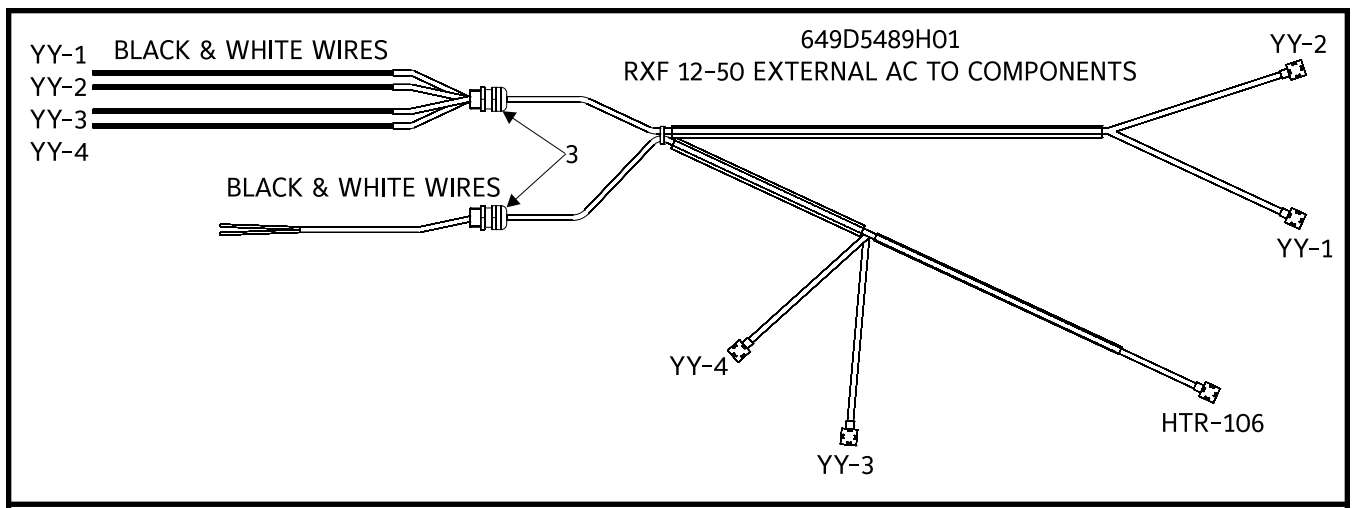 649D5489H01
RXF 12-50 EXTERNAL AC TO COMPONENTS
YY-1
BLACK & WHITE WIRES
YY-2
YY-3
YY-4
3
BLACK & WHITE WIRES
YY-2
YY-1
YY-4
YY-3
HTR-106